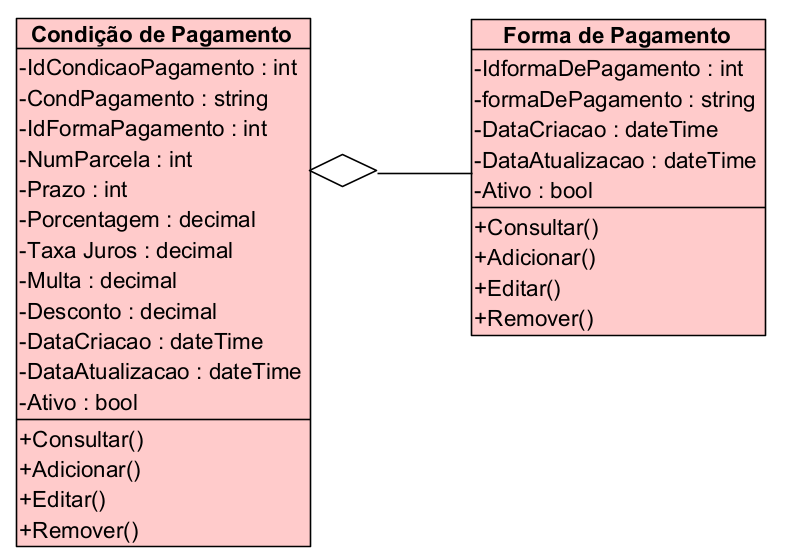 Condição de Pagamento
-IdCondicaoPagamento : int
-CondPagamento : string
-IdFormaPagamento : int
-NumParcela : int
-Prazo : int
-Porcentagem : decimal
-Taxa Juros : decimal
-Multa : decimal
-Desconto : decimal
-DataCriacao : dateTime
-DataAtualizacao : dateTime
-Ativo : bool
+Consultar()
+Adicionar()
+Editar()
+Remover()
Forma de Pagamento
-IdformaDePagamento : int
-formaDePagamento : string
-DataCriacao : dateTime
-DataAtualizacao : dateTime
-Ativo : bool
+Consultar()
+Adicionar()
+Editar()
+Remover()